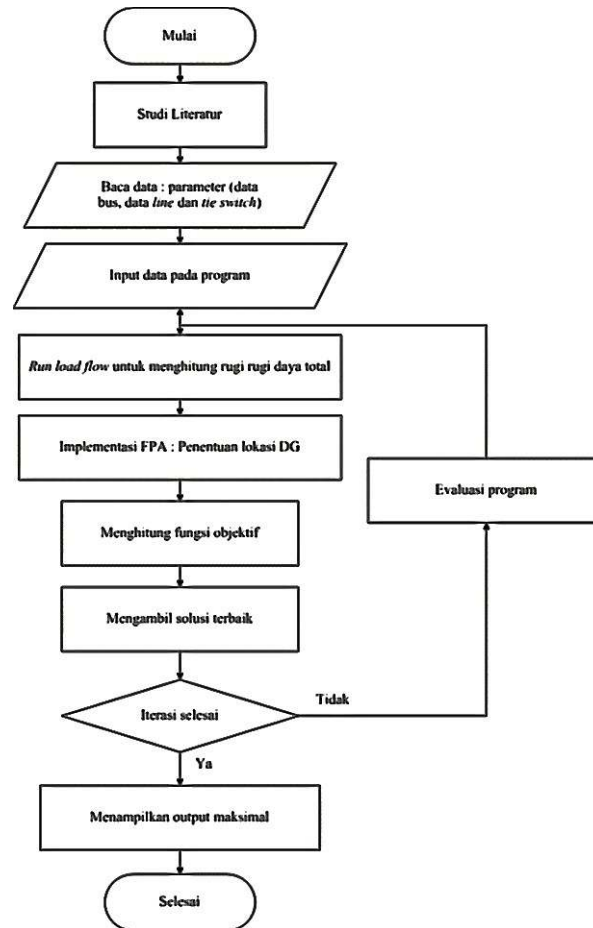 Mulai
Studi Literatur
Baca data : parameter (data
bus, data line dan tie switch)
Input data pada program
Run load flow untuk menghitung rugi rugi daya total
Implementasi FPA : Penentuan lokasi DG
Evaluasi program
Menghitung fungsi objektif
Mengambil solusi terbaik
Tidak
Iterasi selesai
Ya
Menampilkan output maksimal
Selesai